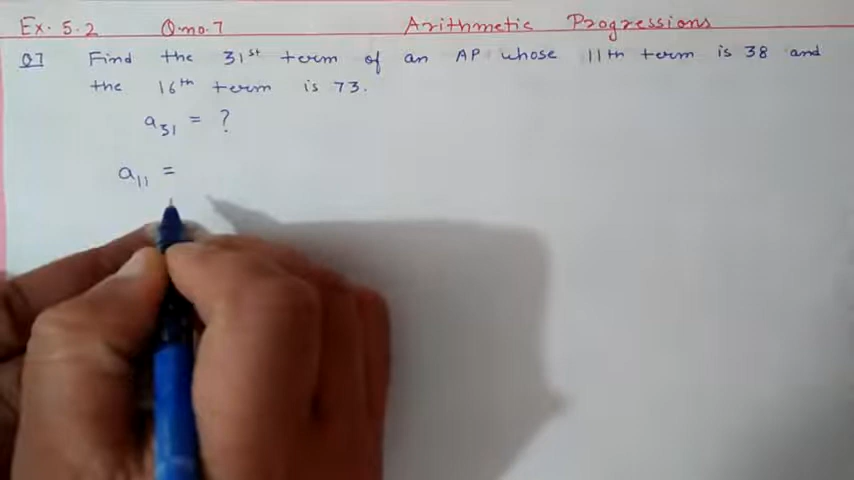 Ex. 5.2 Q.no.7 Arithmetic Progressions
Q7 Find the 31st term of an AP whose 11th term is 38 and
the 16th term is 73.
a31 = ?
a11 =